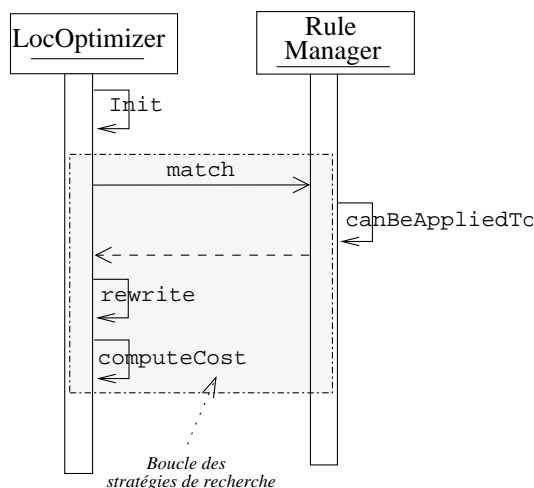 LocOptimizer
Rule
Manager
Init
match
canBeAppliedTo
rewrite
computeCost
Boucle des
stratégies de recherche